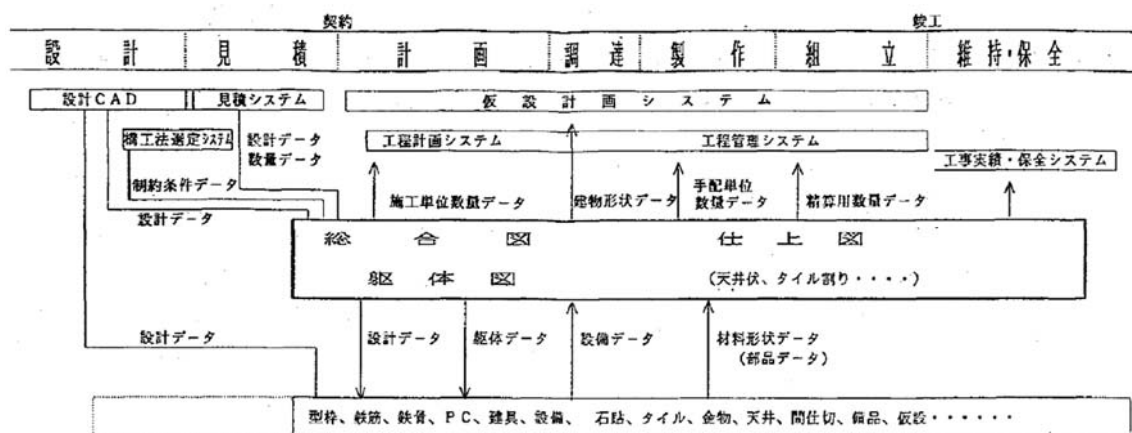 契約 竣工
設計 見積 計画 調達 製作 組立 維持・保全
設計CAD 見積システム 仮設計画システム
構工法選定システム 設計データ 工程計画システム 工程管理システム
数量データ 工事実績・保全システム
制約条件データ 施工単位数量データ 建物形状データ 手配単位 精算用数量データ
数量データ
設計データ
総合図 仕上図
躯体図 (天井伏、タイル割り・・・・)
設計データ 設計データ 躯体データ 設備データ 材料形状データ
(部品データ)
型枠、鉄筋、鉄骨、PC、建具、設備、 石貼、タイル、金物、天井、間仕切、備品、仮設・・・・・・